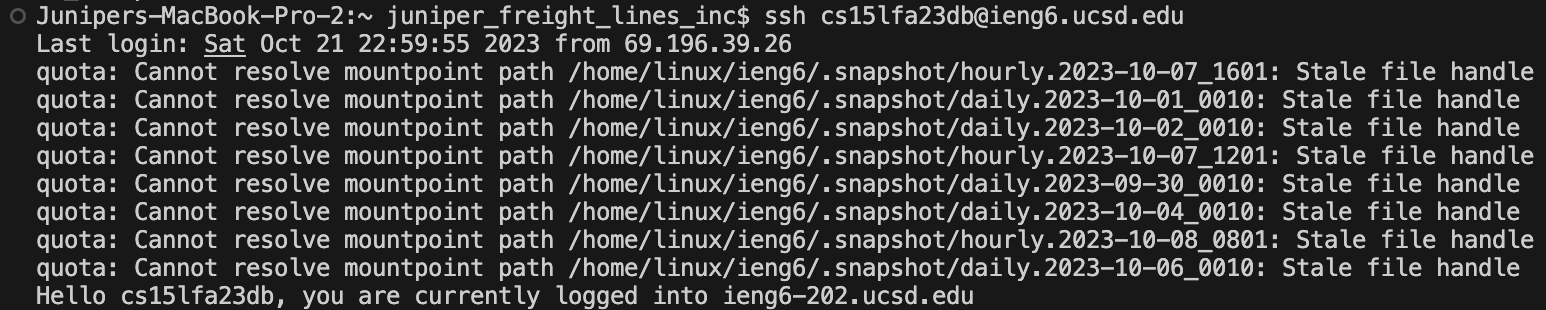 Junipers-MacBook-Pro-2:~ juniper_freight_lines_inc$ ssh cs15lfa23db@ieng6.ucsd.edu
Last login: Sat Oct 21 22:59:55 2023 from 69.196.39.26
quota: Cannot resolve mountpoint path /home/linux/ieng6/.snapshot/hourly.2023-10-07_1601: Stale file handle
quota: Cannot resolve mountpoint path /home/linux/ieng6/.snapshot/daily.2023-10-01_0010: Stale file handle
quota: Cannot resolve mountpoint path /home/linux/ieng6/.snapshot/daily.2023-10-02_0010: Stale file handle
quota: Cannot resolve mountpoint path /home/linux/ieng6/.snapshot/hourly.2023-10-07_1201: Stale file handle
quota: Cannot resolve mountpoint path /home/linux/ieng6/.snapshot/daily.2023-09-30_0010: Stale file handle
quota: Cannot resolve mountpoint path /home/linux/ieng6/.snapshot/daily.2023-10-04_0010: Stale file handle
quota: Cannot resolve mountpoint path /home/linux/ieng6/.snapshot/hourly.2023-10-08_0801: Stale file handle
quota: Cannot resolve mountpoint path /home/linux/ieng6/.snapshot/daily.2023-10-06_0010: Stale file handle
Hello cs15lfa23db, you are currently logged into ieng6-202.ucsd.edu